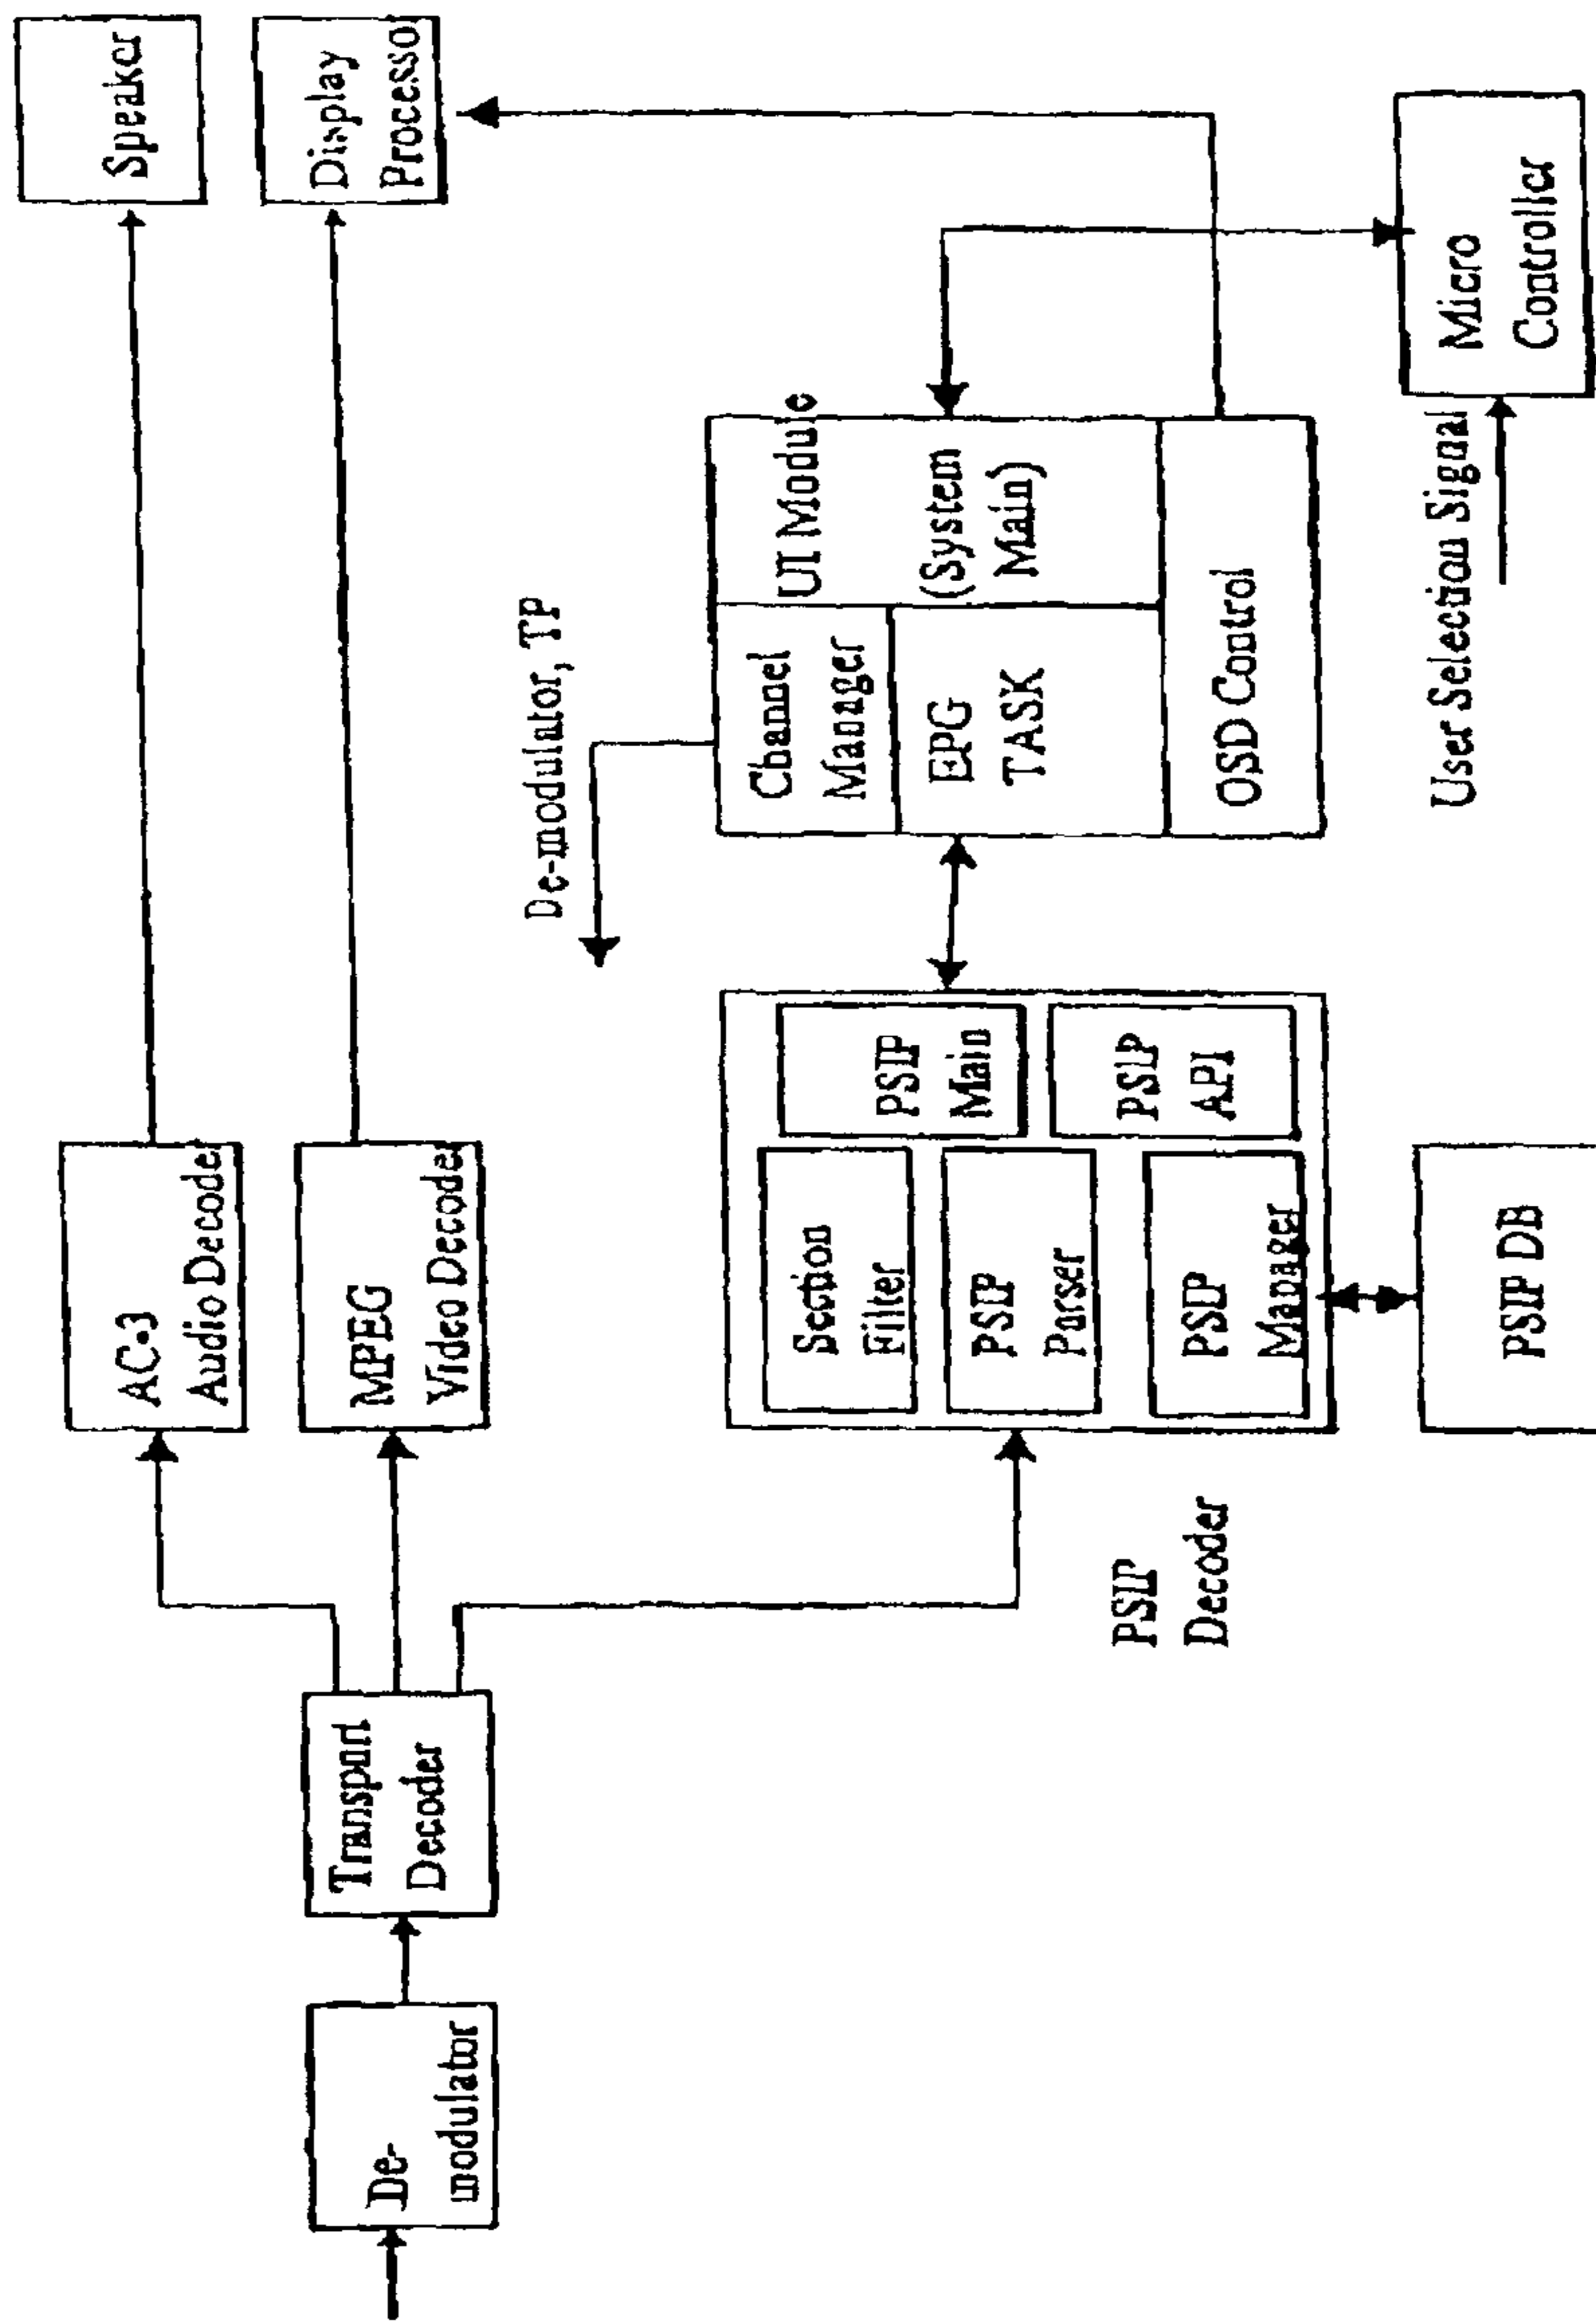 De-
modulator
Transport
Decoder
AC-3
Audio Decoder
MPEG
Video Decoder
Speaker
Display
Processo
PSIP
Decoder
Section
Filter
PSIP
Parser
PSIP
Manager
PSIP
Main
PSIP
API
PSIP DB
De-modulator, TP
Channel
Manager
EPG
TASK
UI Module
(System
Main)
OSD Control
User Selection Signal
Micro
Controller